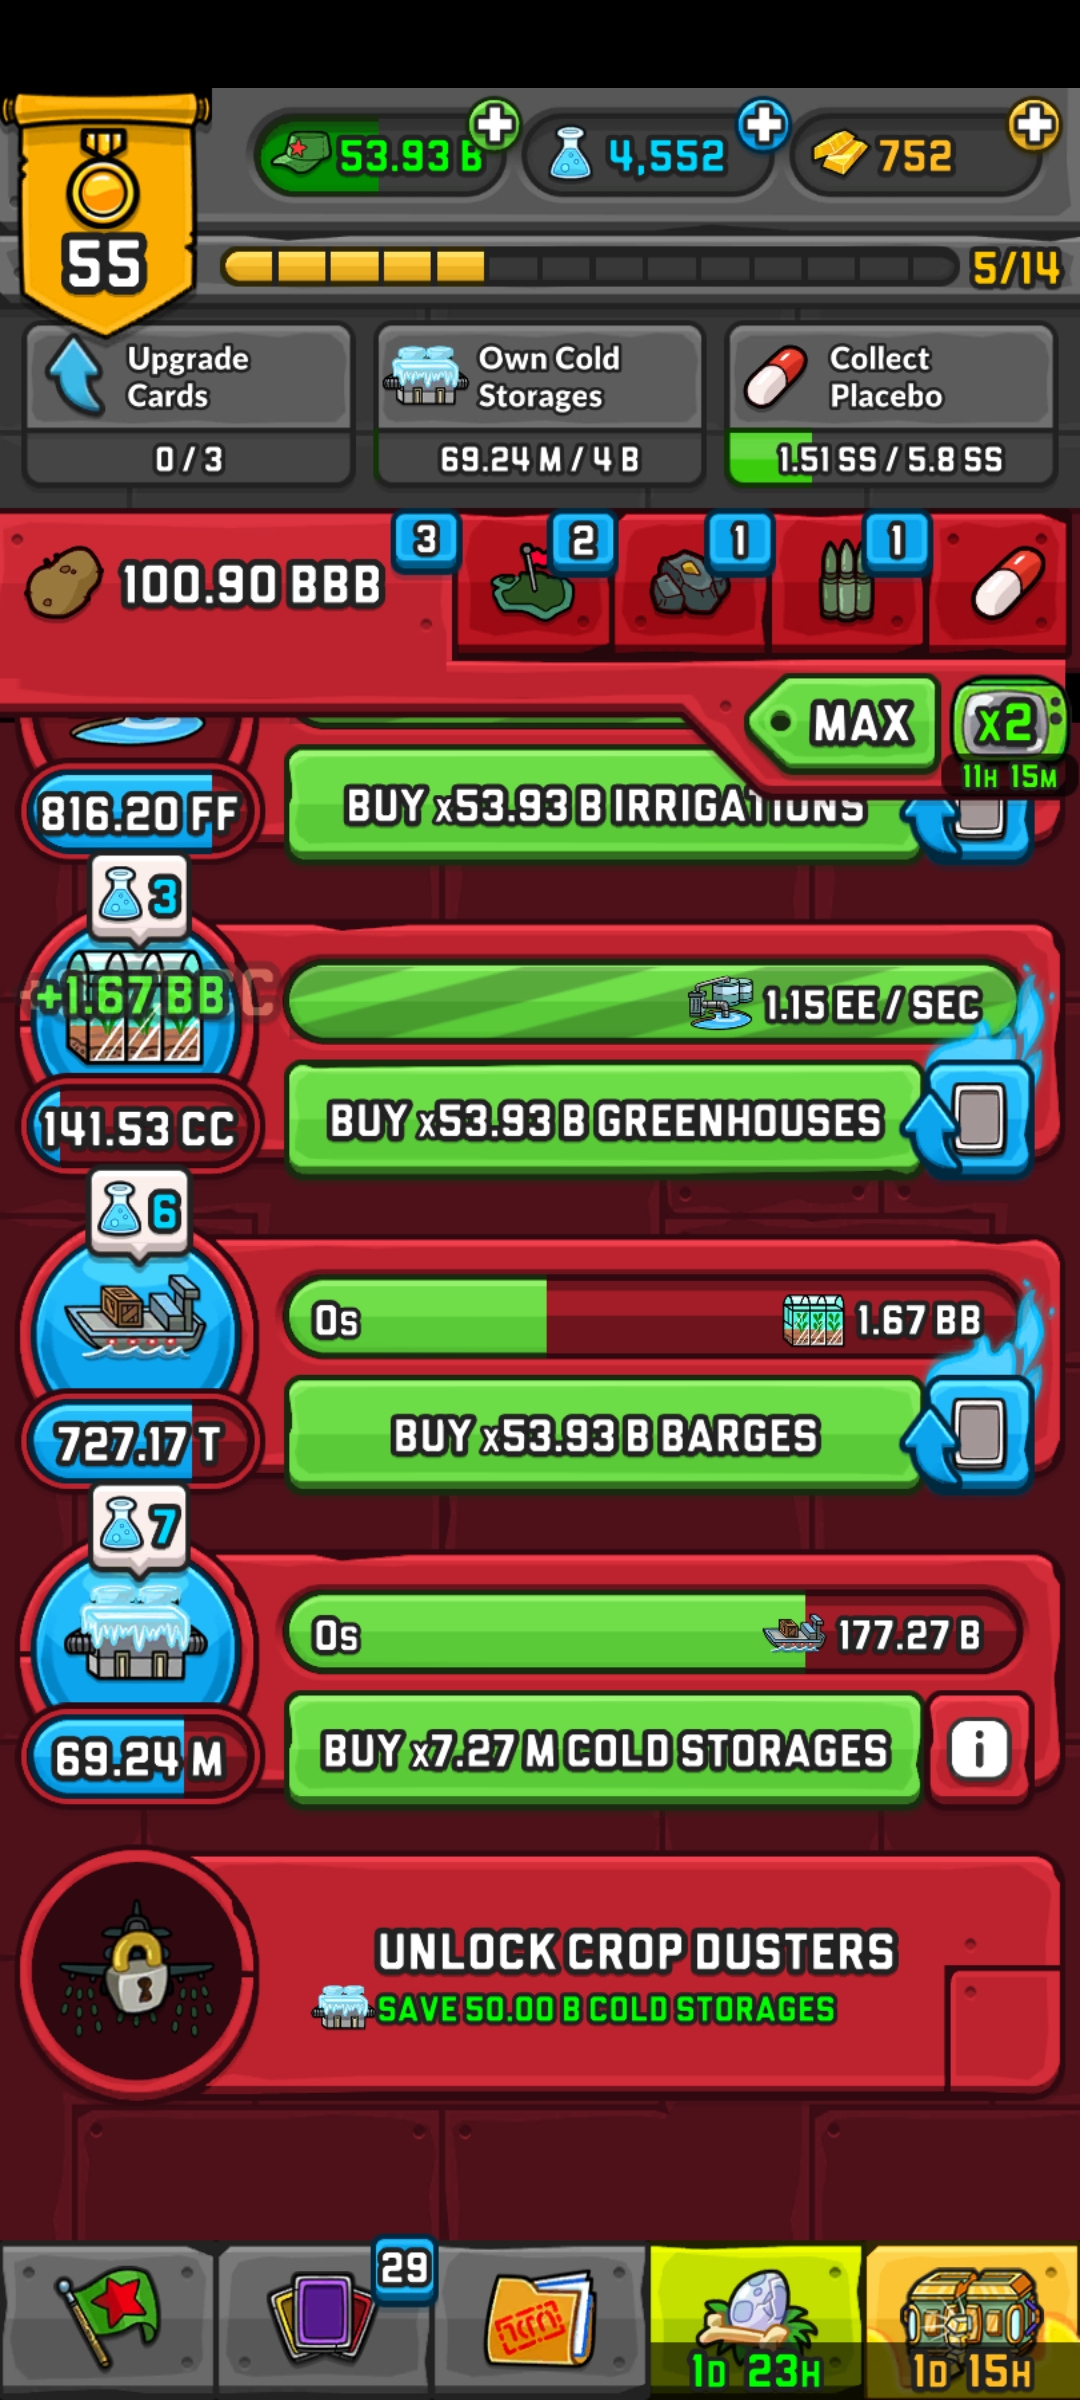 53.93 B
4,552
752
55
5/14
Upgrade
Cards
0 / 3
Own Cold
Storages
69.24 M / 4 B
Collect
Placebo
1.51 SS / 5.8 SS
100.90 BBB
3
2
1
1
MAX
x2
11H 15M
816.20 FF
BUY x53.93 B IRRIGATIONS
3
+1.67 BB
1.15 EE / SEC
141.53 CC
BUY x53.93 B GREENHOUSES
6
0s
1.67 BB
727.17 T
BUY x53.93 B BARGES
7
0s
177.27 B
69.24 M
BUY x7.27 M COLD STORAGES
i
UNLOCK CROP DUSTERS
SAVE 50.00 B COLD STORAGES
29
1D 23H
1D 15H